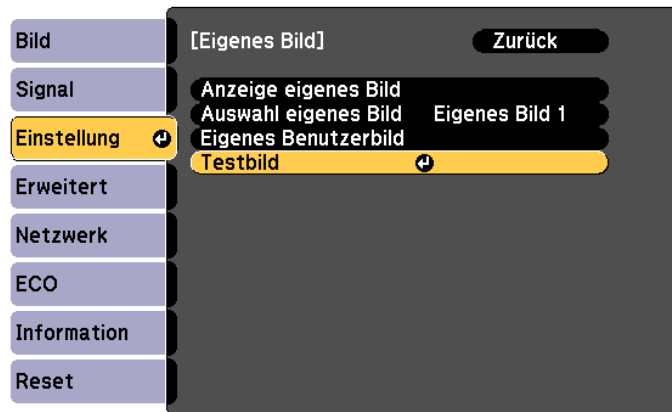 Bild
Signal
Einstellung
Erweitert
Netzwerk
ECO
Information
Reset
[Eigenes Bild] Zurück
Anzeige eigenes Bild
Auswahl eigenes Bild Eigenes Bild 1
Eigenes Benutzerbild
Testbild